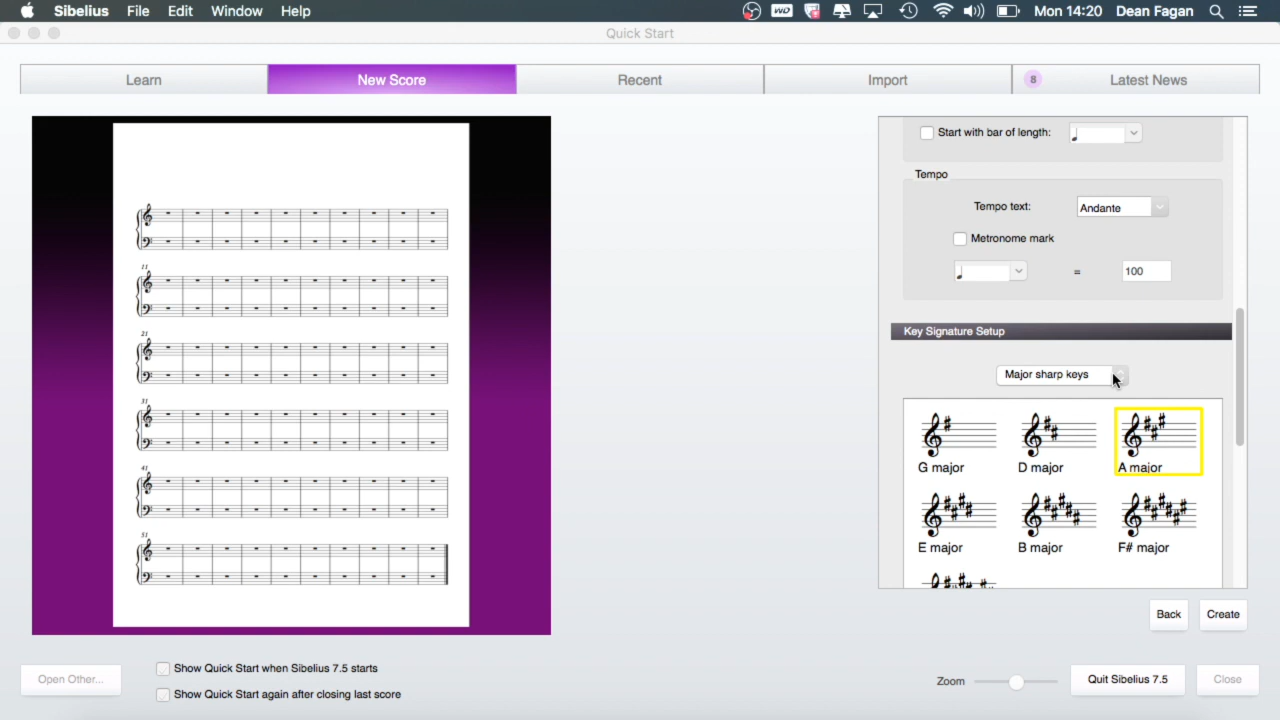 Sibelius File Edit Window Help WD Mon 14:20 Dean Fagan
Quick Start
Learn New Score Recent Import 8 Latest News
Start with bar of length:
Tempo
Tempo text: Andante
Metronome mark
= 100
Key Signature Setup
Major sharp keys
G major D major A major
E major B major F# major
11
21
31
41
51
Back Create
Show Quick Start when Sibelius 7.5 starts
Open Other... Zoom Quit Sibelius 7.5 Close
Show Quick Start again after closing last score